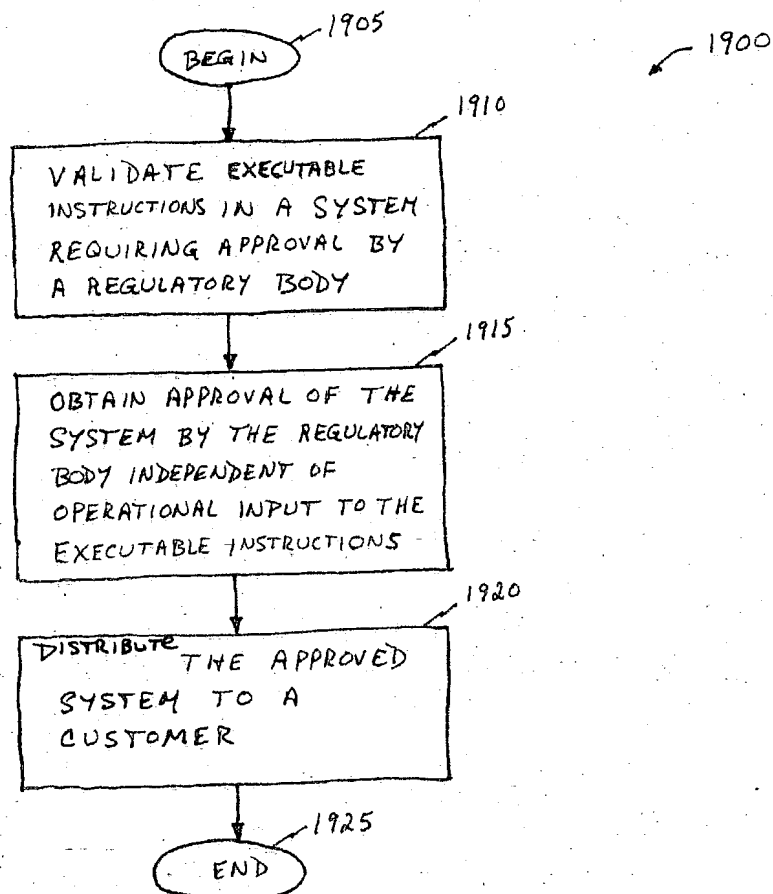 1905
BEGIN
1900
1910
VALIDATE EXECUTABLE
INSTRUCTIONS IN A SYSTEM
REQUIRING APPROVAL BY
A REGULATORY BODY
1915
OBTAIN APPROVAL OF THE
SYSTEM BY THE REGULATORY
BODY INDEPENDENT OF
OPERATIONAL INPUT TO THE
EXECUTABLE INSTRUCTIONS
1920
DISTRIBUTE THE APPROVED
SYSTEM TO A
CUSTOMER
1925
END